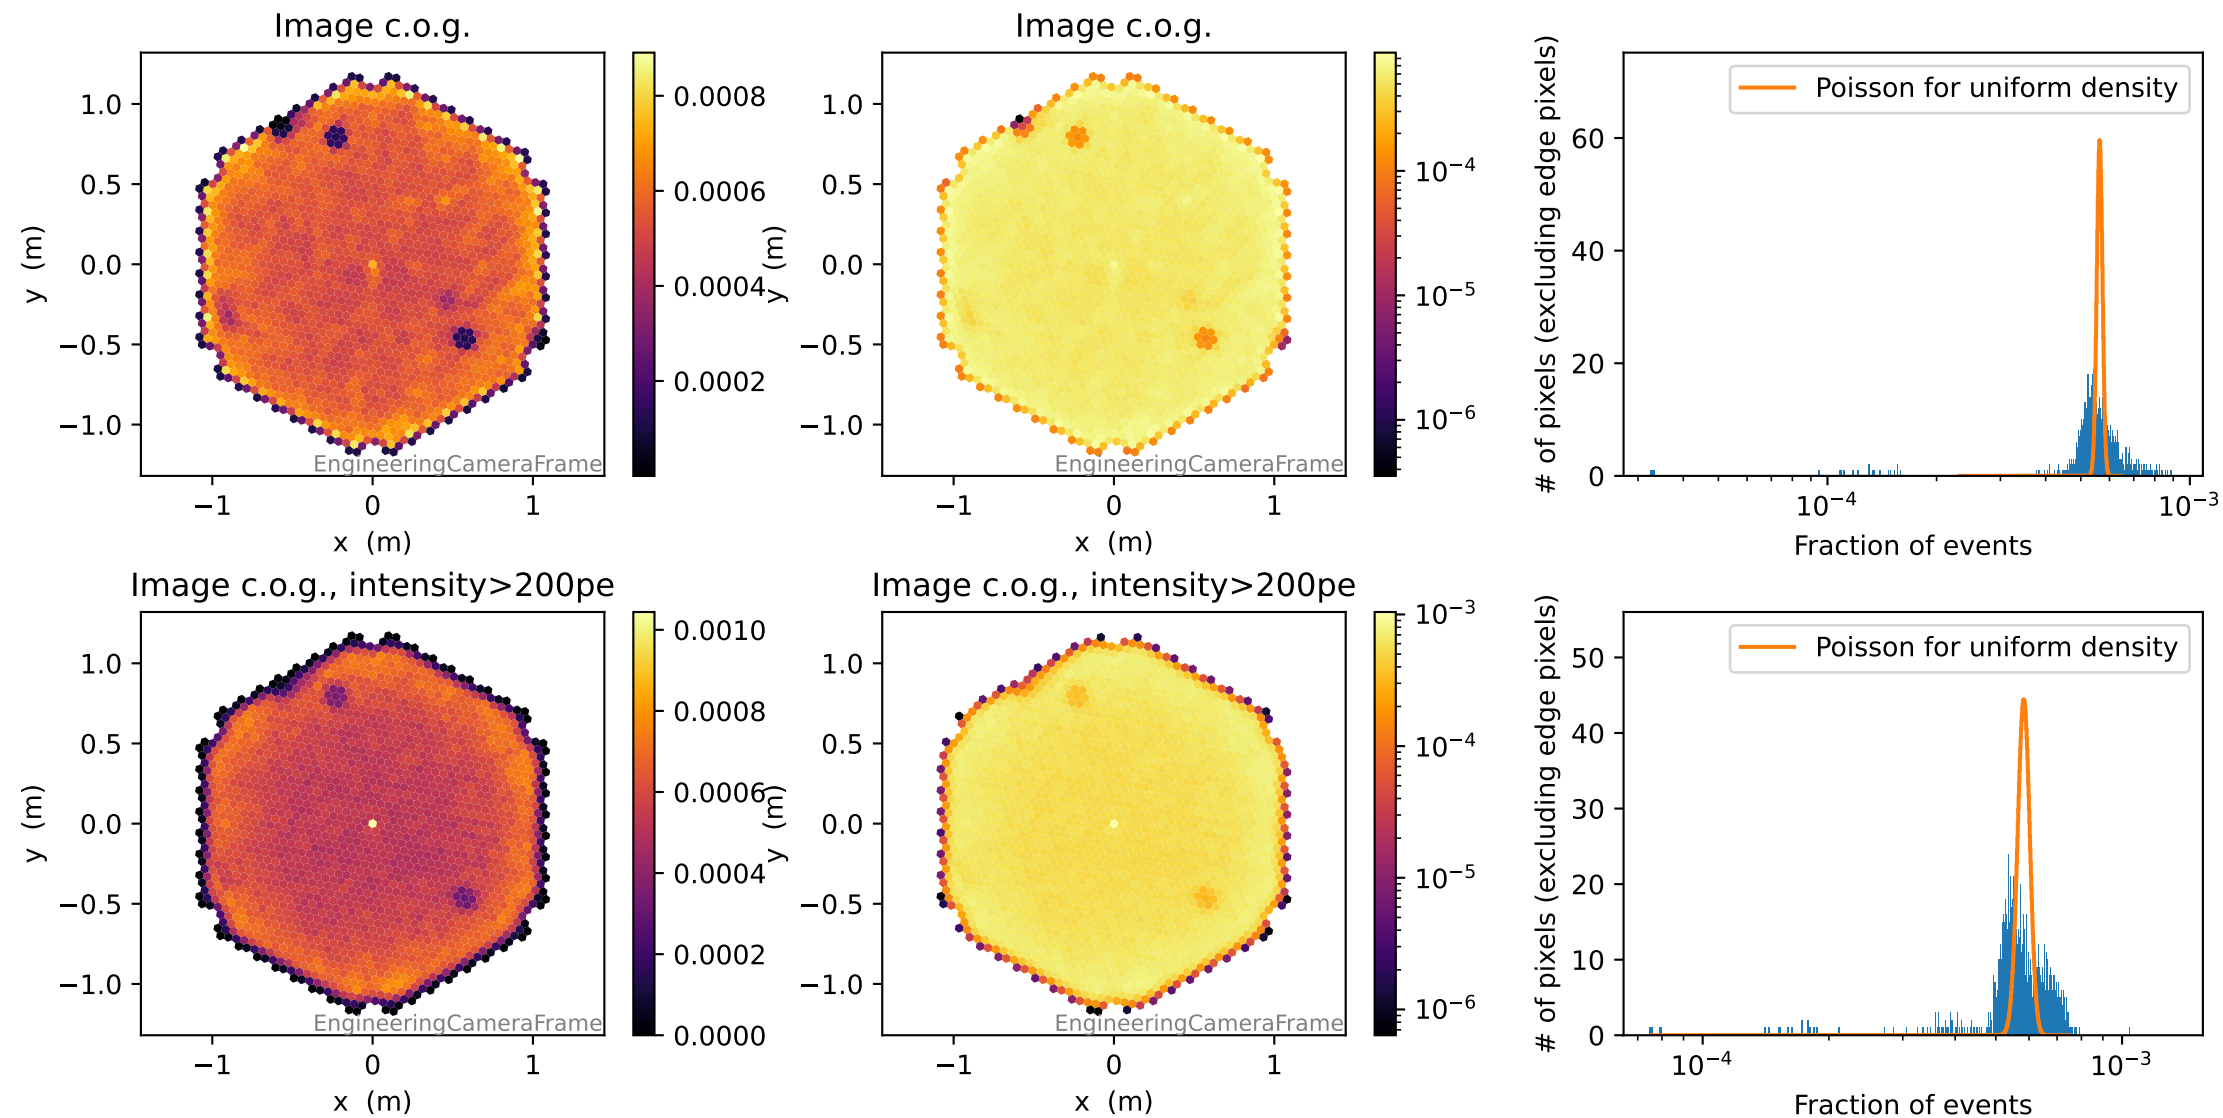 Image c.o.g.
1.0
0.5
0.0
−0.5
−1.0
y (m)
−1
0
1
x (m)
EngineeringCameraFrame
0.0008
0.0006
0.0004
0.0002
Image c.o.g.
1.0
0.5
0.0
−0.5
−1.0
y (m)
−1
0
1
x (m)
EngineeringCameraFrame
10⁻⁴
10⁻⁵
10⁻⁶
Poisson for uniform density
60
40
20
0
# of pixels (excluding edge pixels)
10⁻⁴
10⁻³
Fraction of events
Image c.o.g., intensity>200pe
1.0
0.5
0.0
−0.5
−1.0
y (m)
−1
0
1
x (m)
EngineeringCameraFrame
0.0010
0.0008
0.0006
0.0004
0.0002
0.0000
Image c.o.g., intensity>200pe
1.0
0.5
0.0
−0.5
−1.0
y (m)
−1
0
1
x (m)
EngineeringCameraFrame
10⁻³
10⁻⁴
10⁻⁵
10⁻⁶
Poisson for uniform density
50
40
30
20
10
0
# of pixels (excluding edge pixels)
10⁻⁴
10⁻³
Fraction of events